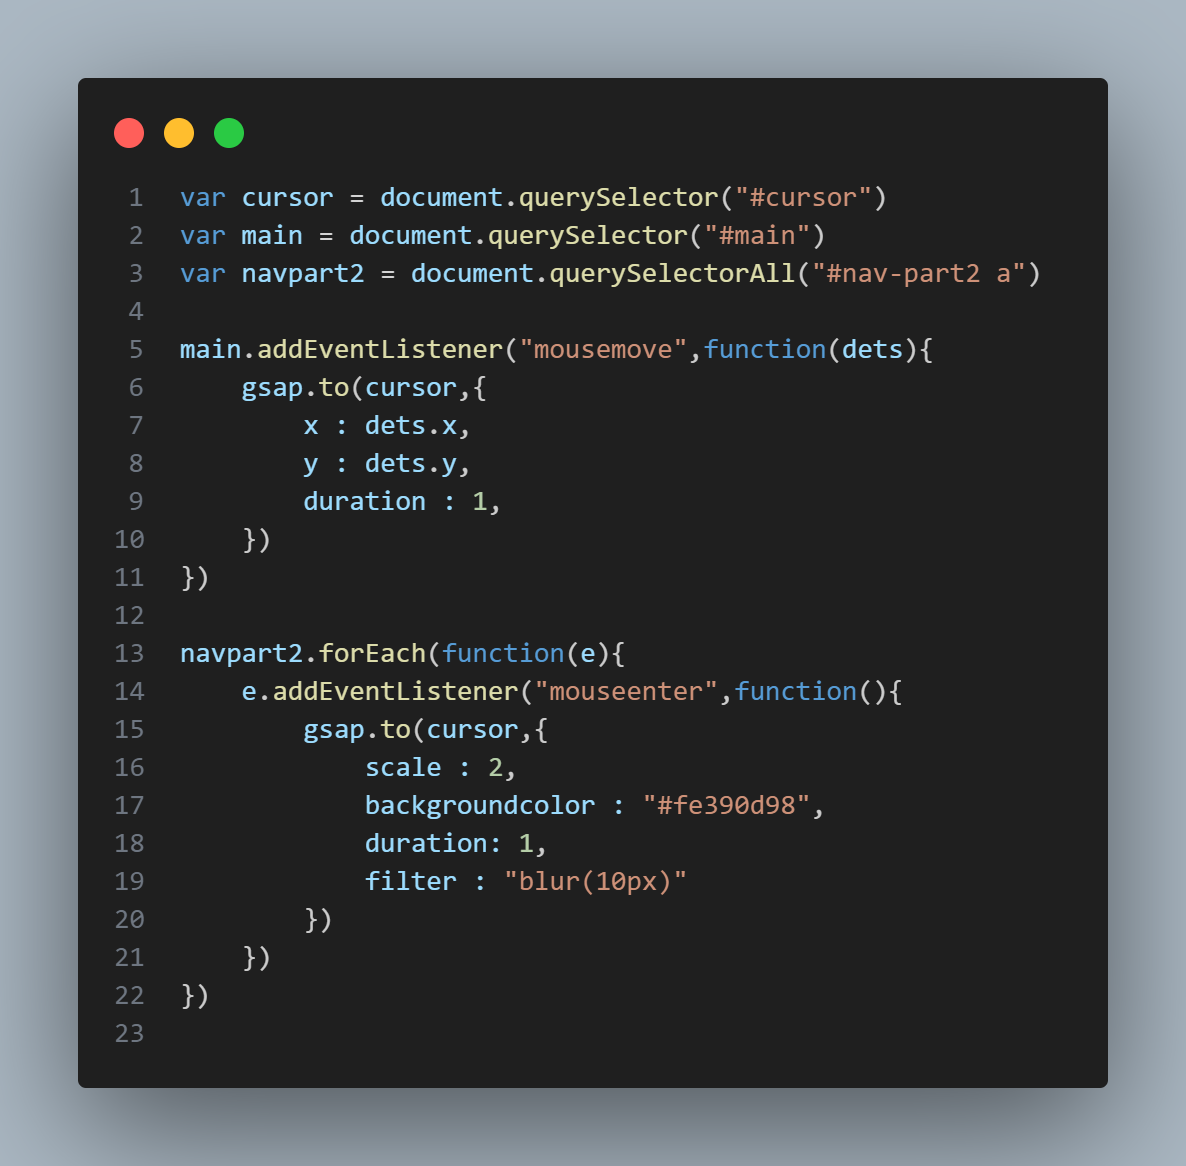 1 var cursor = document.querySelector("#cursor")
2 var main = document.querySelector("#main")
3 var navpart2 = document.querySelectorAll("#nav-part2 a")
4
5 main.addEventListener("mousemove",function(dets){
6     gsap.to(cursor,{
7         x : dets.x,
8         y : dets.y,
9         duration : 1,
10     })
11 })
12
13 navpart2.forEach(function(e){
14     e.addEventListener("mouseenter",function(){
15         gsap.to(cursor,{
16             scale : 2,
17             backgroundcolor : "#fe390d98",
18             duration: 1,
19             filter : "blur(10px)"
20         })
21     })
22 })
23